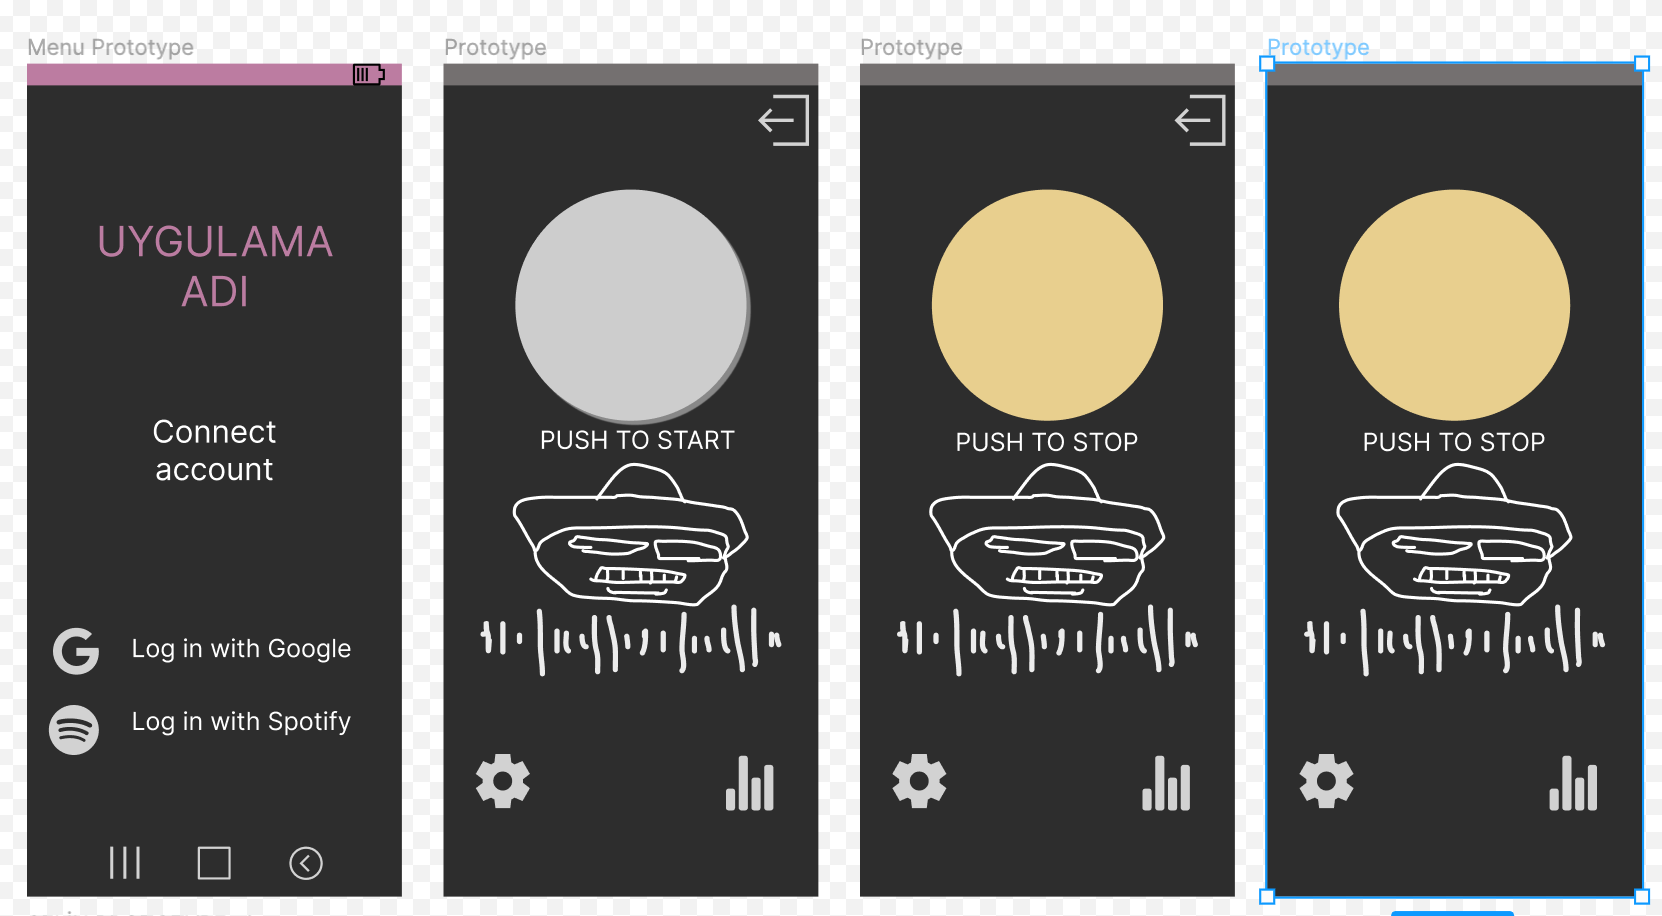 Menu Prototype
UYGULAMA
ADI
Connect
account
Log in with Google
Log in with Spotify
Prototype
PUSH TO START
Prototype
PUSH TO STOP
Prototype
PUSH TO STOP